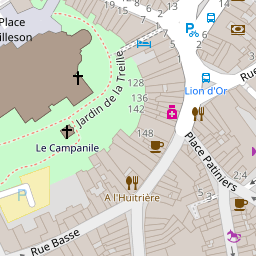 Place
illeson
Jardin de la Treille
128
136
142
148
Lion d'Or
Le Campanile
Place Patiniers
A l'Huîtrière
Rue Basse
P
P